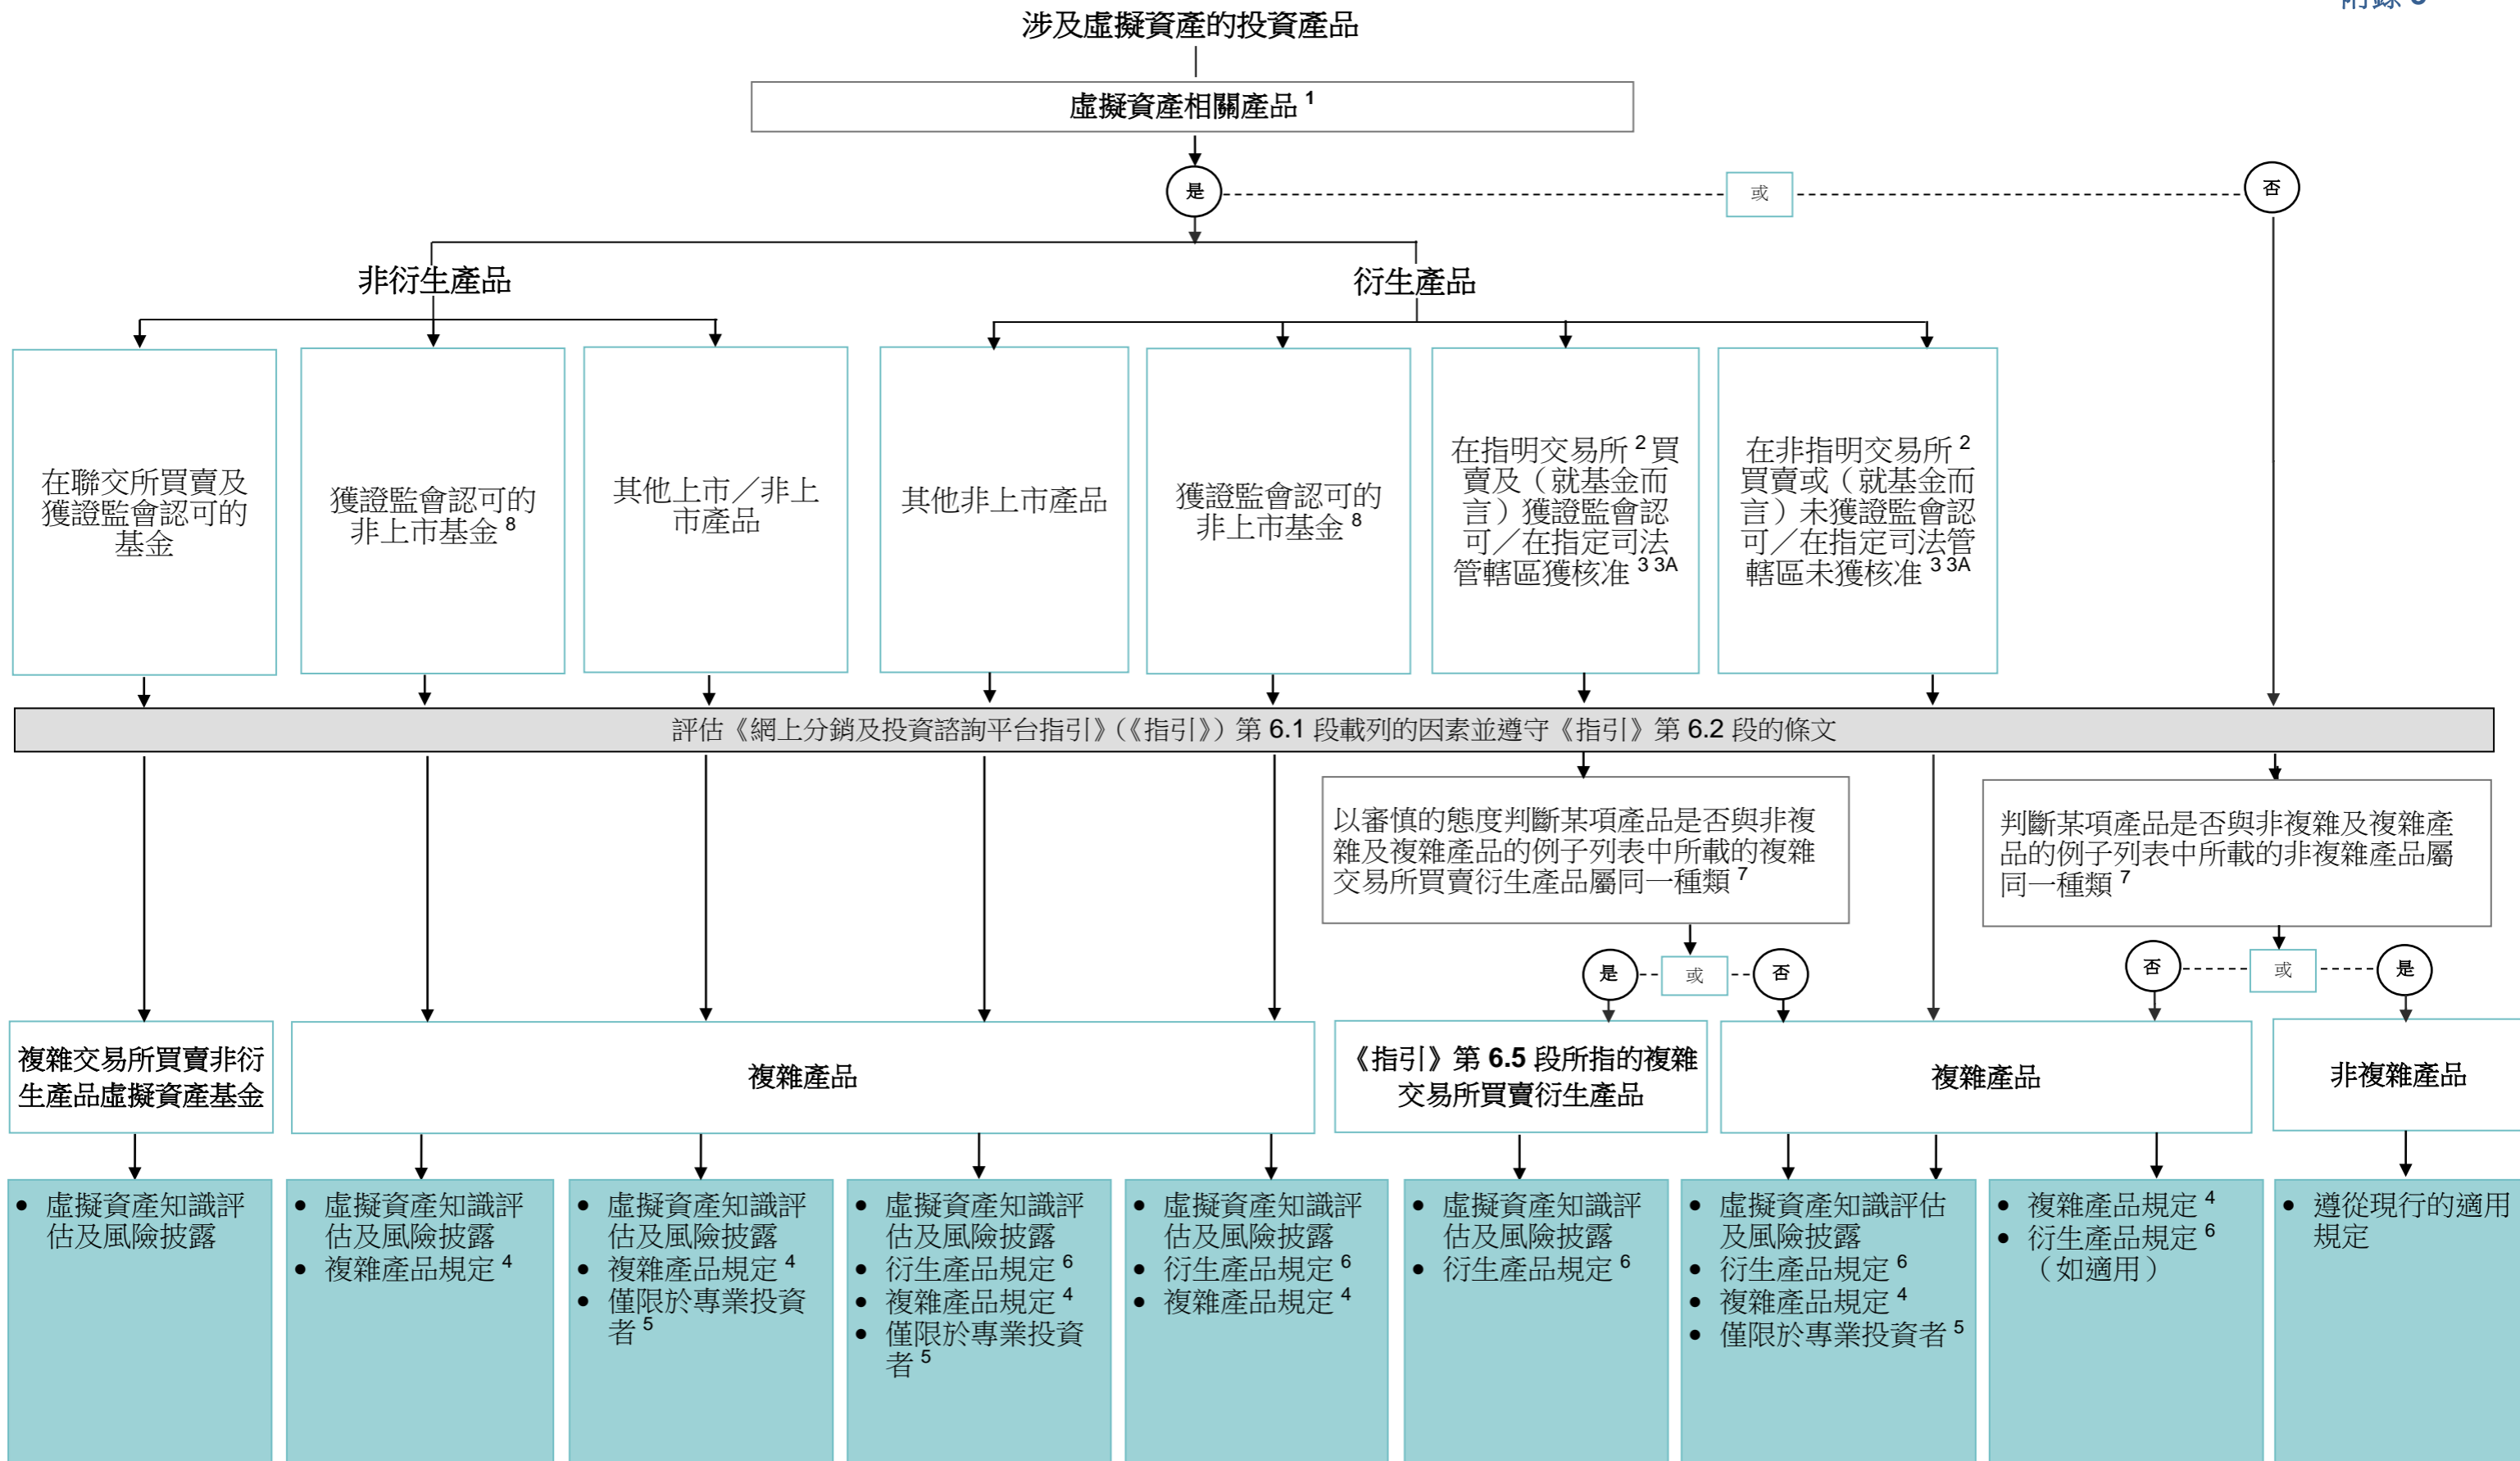 附錄
涉及虛擬資產的投資產品
虛擬資產相關產品 1
是
或
否
非衍生產品
衍生產品
在聯交所買賣及
獲證監會認可的
基金
獲證監會認可的
非上市基金 8
其他上市／非上
市產品
其他非上市產品
獲證監會認可的
非上市基金 8
在指明交易所 2 買
賣及（就基金而
言）獲證監會認
可／在指定司法
管轄區獲核准 3 3A
在非指明交易所 2
買賣或（就基金而
言）未獲證監會認
可／在指定司法管
轄區未獲核准 3 3A
評估《網上分銷及投資諮詢平台指引》（《指引》）第 6.1 段載列的因素並遵守《指引》第 6.2 段的條文
以審慎的態度判斷某項產品是否與非複
雜及複雜產品的例子列表中所載的複雜
交易所買賣衍生產品屬同一種類 7
判斷某項產品是否與非複雜及複雜產
品的例子列表中所載的非複雜產品屬
同一種類 7
是
或
否
否
或
是
複雜交易所買賣非衍
生產品虛擬資產基金
複雜產品
《指引》第 6.5 段所指的複雜
交易所買賣衍生產品
複雜產品
非複雜產品
• 虛擬資產知識評
估及風險披露
• 虛擬資產知識評
估及風險披露
• 複雜產品規定 4
• 虛擬資產知識評
估及風險披露
• 複雜產品規定 4
• 僅限於專業投資
者 5
• 虛擬資產知識評
估及風險披露
• 衍生產品規定 6
• 複雜產品規定 4
• 僅限於專業投資
者 5
• 虛擬資產知識評
估及風險披露
• 衍生產品規定 6
• 複雜產品規定 4
• 虛擬資產知識評
估及風險披露
• 衍生產品規定 6
• 虛擬資產知識評估
及風險披露
• 衍生產品規定 6
• 複雜產品規定 4
• 僅限於專業投資者 5
• 複雜產品規定 4
• 衍生產品規定 6
（如適用）
• 遵從現行的適用
規定